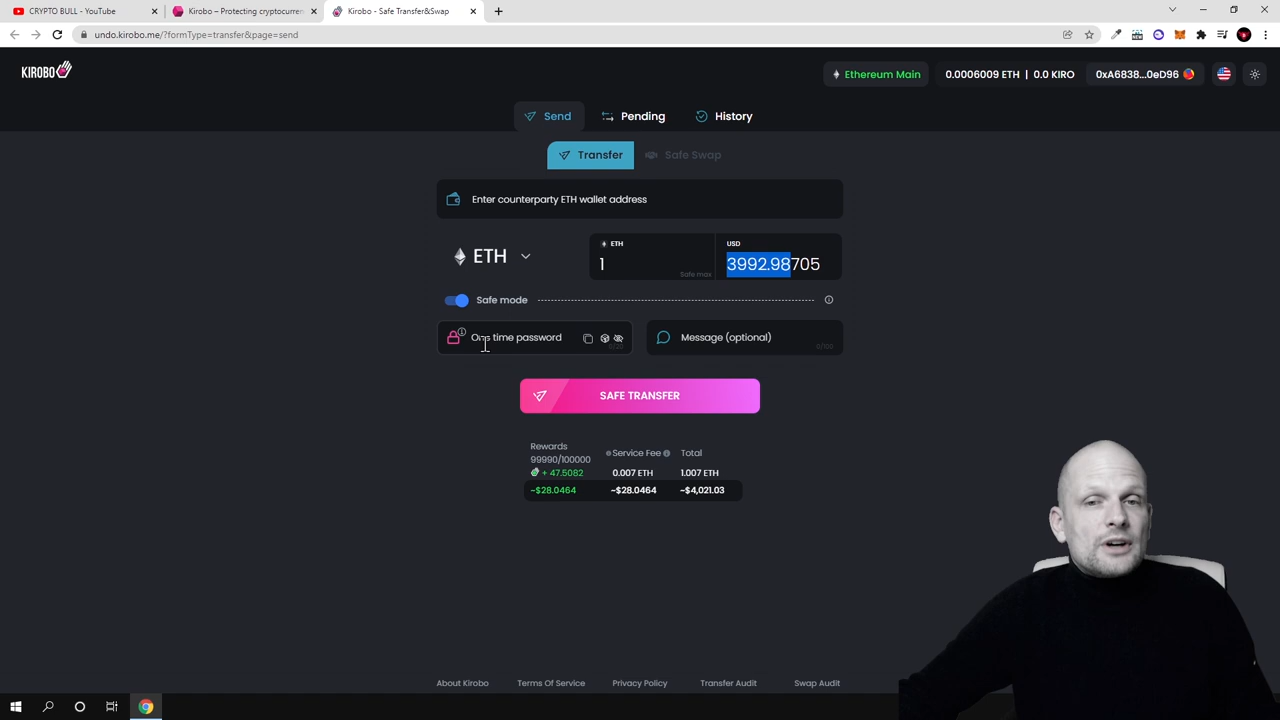 CRYPTO BULL - YouTube
Kirobo – Protecting cryptocurren
Kirobo - Safe Transfer&Swap
undo.kirobo.me/?formType=transfer&page=send
KIROBO
Ethereum Main
0.0006009 ETH | 0.0 KIRO
0xA6838...0eD96
Send
Pending
History
Transfer
Safe Swap
Enter counterparty ETH wallet address
ETH
ETH
1
Safe max
USD
3992.98705
Safe mode
One time password
Message (optional)
0/100
SAFE TRANSFER
Rewards
99990/100000
Service Fee
Total
+ 47.5082
0.007 ETH
1.007 ETH
~$28.0464
~$28.0464
~$4,021.03
About Kirobo
Terms Of Service
Privacy Policy
Transfer Audit
Swap Audit